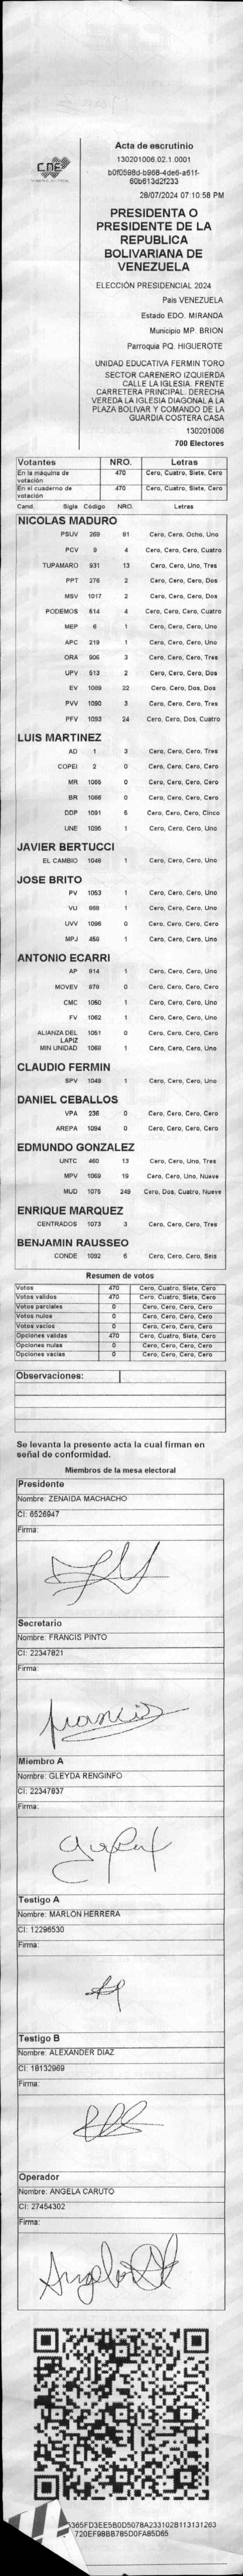 CNE
Acta de escrutinio
130201006.02.1.0001
b0f0598d-b968-4de6-a61f-
60b613d2f233
28/07/2024 07:10:56 PM
PRESIDENTA O
PRESIDENTE DE LA
REPUBLICA
BOLIVARIANA DE
VENEZUELA
ELECCIÓN PRESIDENCIAL 2024
Pais VENEZUELA
Estado EDO. MIRANDA
Municipio MP. BRION
Parroquia PQ. HIGUEROTE
UNIDAD EDUCATIVA FERMIN TORO
SECTOR CARENERO IZQUIERDA
CALLE LA IGLESIA. FRENTE
CARRETERA PRINCIPAL. DERECHA
VEREDA LA IGLESIA DIAGONAL A LA
PLAZA BOLIVAR Y COMANDO DE LA
GUARDIA COSTERA CASA
130201006
700 Electores
Votantes NRO. Letras
En la máquina de votación 470 Cero, Cuatro, Siete, Cero
En el cuaderno de votación 470 Cero, Cuatro, Siete, Cero
Cand. Sigla Código NRO. Letras
NICOLAS MADURO
PSUV 269 81 Cero, Cero, Ocho, Uno
PCV 9 4 Cero, Cero, Cero, Cuatro
TUPAMARO 931 13 Cero, Cero, Uno, Tres
PPT 276 2 Cero, Cero, Cero, Dos
MSV 1017 2 Cero, Cero, Cero, Dos
PODEMOS 514 4 Cero, Cero, Cero, Cuatro
MEP 6 1 Cero, Cero, Cero, Uno
APC 219 1 Cero, Cero, Cero, Uno
ORA 906 3 Cero, Cero, Cero, Tres
UPV 513 2 Cero, Cero, Cero, Dos
EV 1089 22 Cero, Cero, Dos, Dos
PVV 1090 3 Cero, Cero, Cero, Tres
PFV 1093 24 Cero, Cero, Dos, Cuatro
LUIS MARTINEZ
AD 1 3 Cero, Cero, Cero, Tres
COPEI 2 0 Cero, Cero, Cero, Cero
MR 1065 0 Cero, Cero, Cero, Cero
BR 1066 0 Cero, Cero, Cero, Cero
DDP 1091 5 Cero, Cero, Cero, Cinco
UNE 1095 1 Cero, Cero, Cero, Uno
JAVIER BERTUCCI
EL CAMBIO 1048 1 Cero, Cero, Cero, Uno
JOSE BRITO
PV 1053 1 Cero, Cero, Cero, Uno
VU 968 1 Cero, Cero, Cero, Uno
UVV 1096 0 Cero, Cero, Cero, Cero
MPJ 458 1 Cero, Cero, Cero, Uno
ANTONIO ECARRI
AP 914 1 Cero, Cero, Cero, Uno
MOVEV 978 0 Cero, Cero, Cero, Cero
CMC 1050 1 Cero, Cero, Cero, Uno
FV 1062 1 Cero, Cero, Cero, Uno
ALIANZA DEL LAPIZ 1051 0 Cero, Cero, Cero, Cero
MIN UNIDAD 1068 1 Cero, Cero, Cero, Uno
CLAUDIO FERMIN
SPV 1049 1 Cero, Cero, Cero, Uno
DANIEL CEBALLOS
VPA 236 0 Cero, Cero, Cero, Cero
AREPA 1094 0 Cero, Cero, Cero, Cero
EDMUNDO GONZALEZ
UNTC 460 13 Cero, Cero, Uno, Tres
MPV 1069 19 Cero, Cero, Uno, Nueve
MUD 1075 249 Cero, Dos, Cuatro, Nueve
ENRIQUE MARQUEZ
CENTRADOS 1073 3 Cero, Cero, Cero, Tres
BENJAMIN RAUSSEO
CONDE 1092 6 Cero, Cero, Cero, Seis
Resumen de votos
Votos 470 Cero, Cuatro, Siete, Cero
Votos validos 470 Cero, Cuatro, Siete, Cero
Votos parciales 0 Cero, Cero, Cero, Cero
Votos nulos 0 Cero, Cero, Cero, Cero
Votos vacíos 0 Cero, Cero, Cero, Cero
Opciones validas 470 Cero, Cuatro, Siete, Cero
Opciones nulas 0 Cero, Cero, Cero, Cero
Opciones vacias 0 Cero, Cero, Cero, Cero
Observaciones:
Se levanta la presente acta la cual firman en
señal de conformidad.
Miembros de la mesa electoral
Presidente
Nombre: ZENAIDA MACHACHO
CI: 6526947
Firma:
Secretario
Nombre: FRANCIS PINTO
CI: 22347821
Firma:
Francis
Miembro A
Nombre: GLEYDA RENGINFO
CI: 22347837
Firma:
Testigo A
Nombre: MARLON HERRERA
CI: 12296530
Firma:
Testigo B
Nombre: ALEXANDER DIAZ
CI: 18132969
Firma:
Operador
Nombre: ANGELA CARUTO
CI: 27454302
Firma:
5365FD3EE5B0D5078A233102B113131263
720EF98BB785D0FA85D65